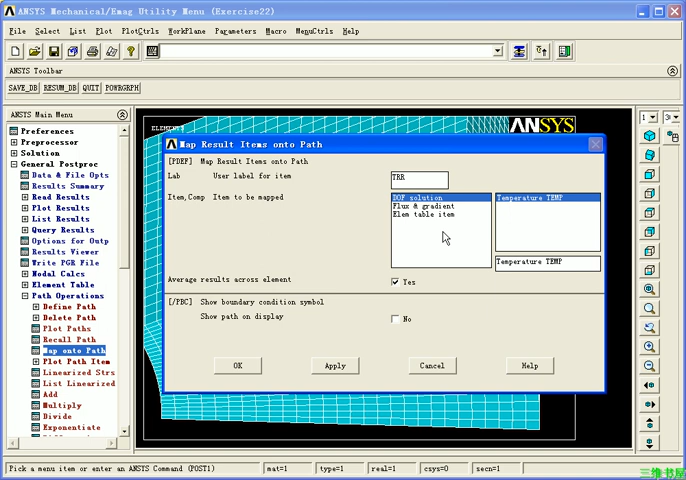 ANSYS Mechanical/Emag Utility Menu (Exercise22)
File Select List Plot PlotCtrls WorkPlane Parameters Macro MenuCtrls Help
ANSYS Toolbar
SAVE_DB RESUM_DB QUIT POWRGRPH
ANSYS Main Menu
Preferences
Preprocessor
Solution
General Postproc
Data & File Opts
Results Summary
Read Results
Plot Results
List Results
Query Results
Options for Outp
Results Viewer
Write PGR File
Nodal Calcs
Element Table
Path Operations
Define Path
Delete Path
Plot Paths
Recall Path
Map onto Path
Plot Path Item
Linearized Strs
List Linearized
Add
Multiply
Divide
Exponentiate
ELEMENTS
ANSYS
1
3
Map Result Items onto Path
[PDEF] Map Result Items onto Path
Lab User label for item
TRR
Item,Comp Item to be mapped
DOF solution
Flux & gradient
Elem table item
Temperature TEMP
Temperature TEMP
Average results across element
Yes
[/PBC] Show boundary condition symbol
Show path on display
No
OK Apply Cancel Help
Pick a menu item or enter an ANSYS Command (POST1)
mat=1 type=1 real=1 csys=0 secn=1
三维书屋